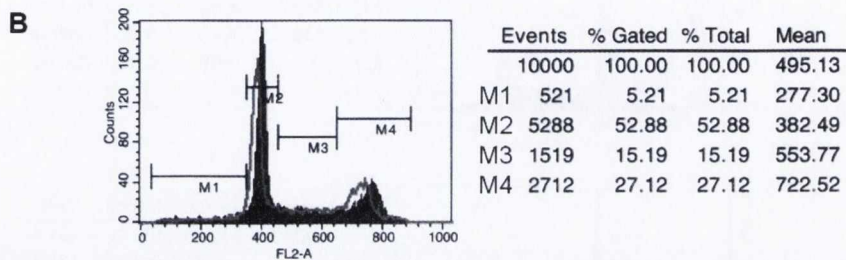 B
Counts
200
160
120
80
40
0
M1
M2
M3
M4
0 200 400 600 800 1000
FL2-A
Events % Gated % Total Mean
10000 100.00 100.00 495.13
M1 521 5.21 5.21 277.30
M2 5288 52.88 52.88 382.49
M3 1519 15.19 15.19 553.77
M4 2712 27.12 27.12 722.52